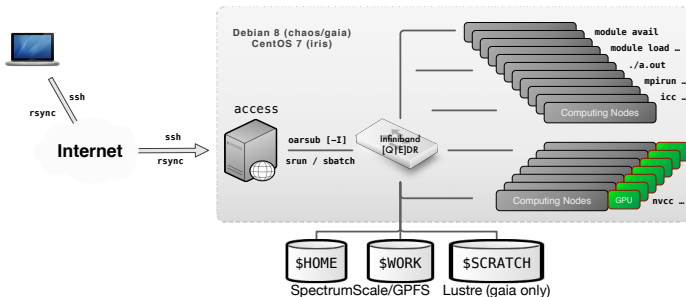 Debian 8 (chaos/gaia)
CentOS 7 (iris)
module avail
module load …
./a.out
mpirun …
icc …
Computing Nodes
ssh
rsync
access
Internet
ssh
rsync
oarsub [-I]
srun / sbatch
Infiniband
[Q|E]DR
Computing Nodes
GPU
nvcc …
$HOME
$WORK
$SCRATCH
SpectrumScale/GPFS
Lustre (gaia only)